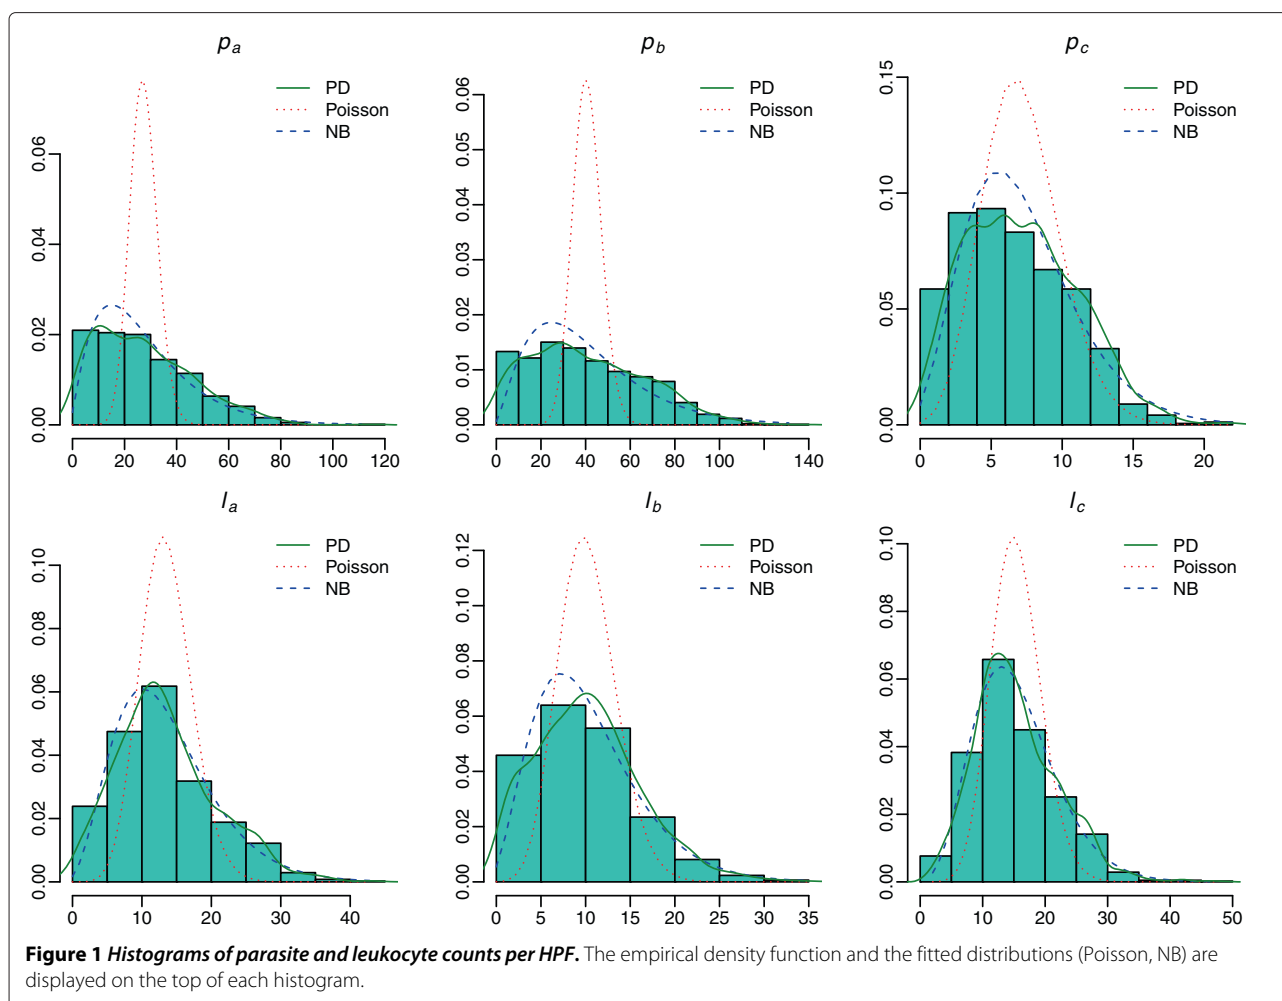 p a
p b
p c
PD
Poisson
NB
0.00 0.02 0.04 0.06
0 20 40 60 80 100 120
PD
Poisson
NB
0.00 0.01 0.02 0.03 0.04 0.05 0.06
0 20 40 60 80 100 140
PD
Poisson
NB
0.00 0.05 0.10 0.15
0 5 10 15 20
l a
l b
l c
PD
Poisson
NB
0.00 0.02 0.04 0.06 0.08 0.10
0 10 20 30 40
PD
Poisson
NB
0.00 0.02 0.04 0.06 0.08 0.10 0.12
0 5 10 15 20 25 30 35
PD
Poisson
NB
0.00 0.02 0.04 0.06 0.08 0.10
0 10 20 30 40 50
Figure 1 Histograms of parasite and leukocyte counts per HPF. The empirical density function and the fitted distributions (Poisson, NB) are
displayed on the top of each histogram.